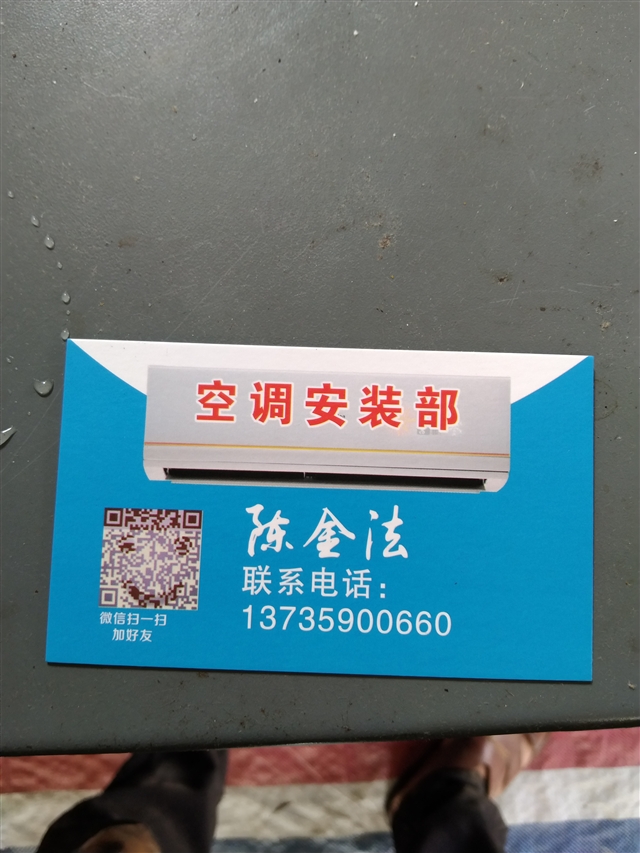 空调安装部
陈金法
联系电话：
13735900660
微信扫一扫
加好友